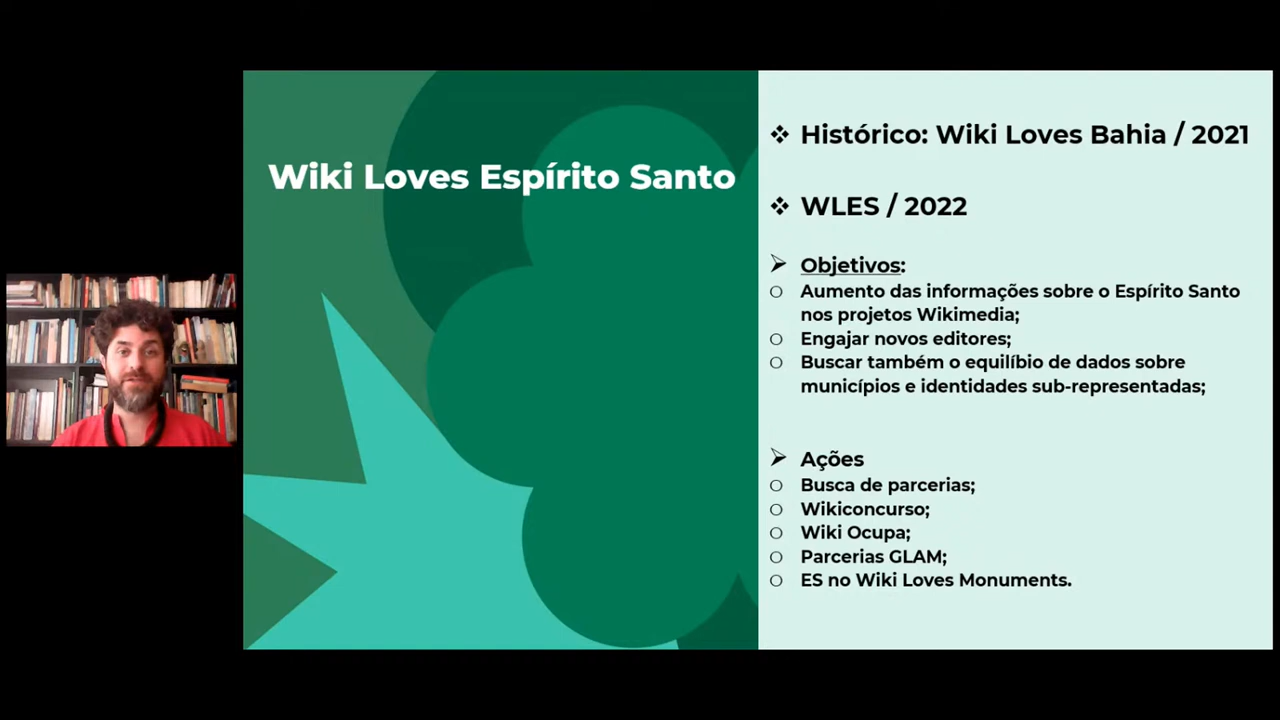 Wiki Loves Espírito Santo
❖ Histórico: Wiki Loves Bahia / 2021
❖ WLES / 2022
➢ Objetivos:
o Aumento das informações sobre o Espírito Santo
nos projetos Wikimedia;
o Engajar novos editores;
o Buscar também o equilíbio de dados sobre
municípios e identidades sub-representadas;
➢ Ações
o Busca de parcerias;
o Wikiconcurso;
o Wiki Ocupa;
o Parcerias GLAM;
o ES no Wiki Loves Monuments.